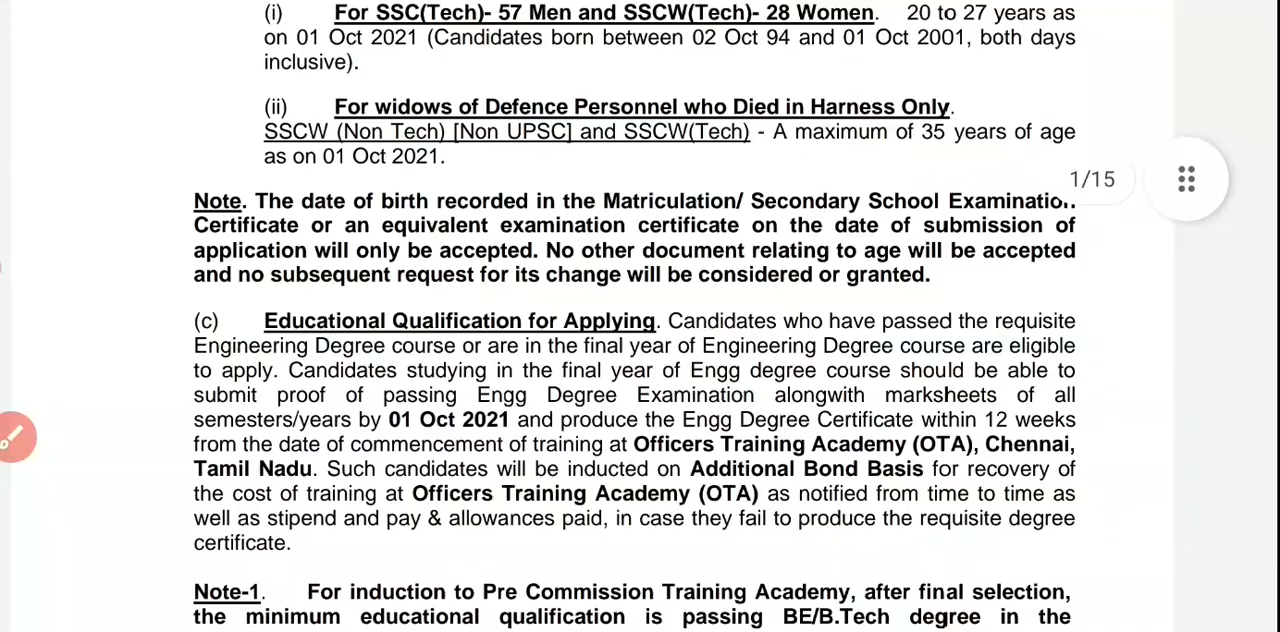 (i) For SSC(Tech)- 57 Men and SSCW(Tech)- 28 Women. 20 to 27 years as
on 01 Oct 2021 (Candidates born between 02 Oct 94 and 01 Oct 2001, both days
inclusive).
(ii) For widows of Defence Personnel who Died in Harness Only.
SSCW (Non Tech) [Non UPSC] and SSCW(Tech) - A maximum of 35 years of age
as on 01 Oct 2021.
1/15
Note. The date of birth recorded in the Matriculation/ Secondary School Examination
Certificate or an equivalent examination certificate on the date of submission of
application will only be accepted. No other document relating to age will be accepted
and no subsequent request for its change will be considered or granted.
(c) Educational Qualification for Applying. Candidates who have passed the requisite
Engineering Degree course or are in the final year of Engineering Degree course are eligible
to apply. Candidates studying in the final year of Engg degree course should be able to
submit proof of passing Engg Degree Examination alongwith marksheets of all
semesters/years by 01 Oct 2021 and produce the Engg Degree Certificate within 12 weeks
from the date of commencement of training at Officers Training Academy (OTA), Chennai,
Tamil Nadu. Such candidates will be inducted on Additional Bond Basis for recovery of
the cost of training at Officers Training Academy (OTA) as notified from time to time as
well as stipend and pay & allowances paid, in case they fail to produce the requisite degree
certificate.
Note-1. For induction to Pre Commission Training Academy, after final selection,
the minimum educational qualification is passing BE/B.Tech degree in the